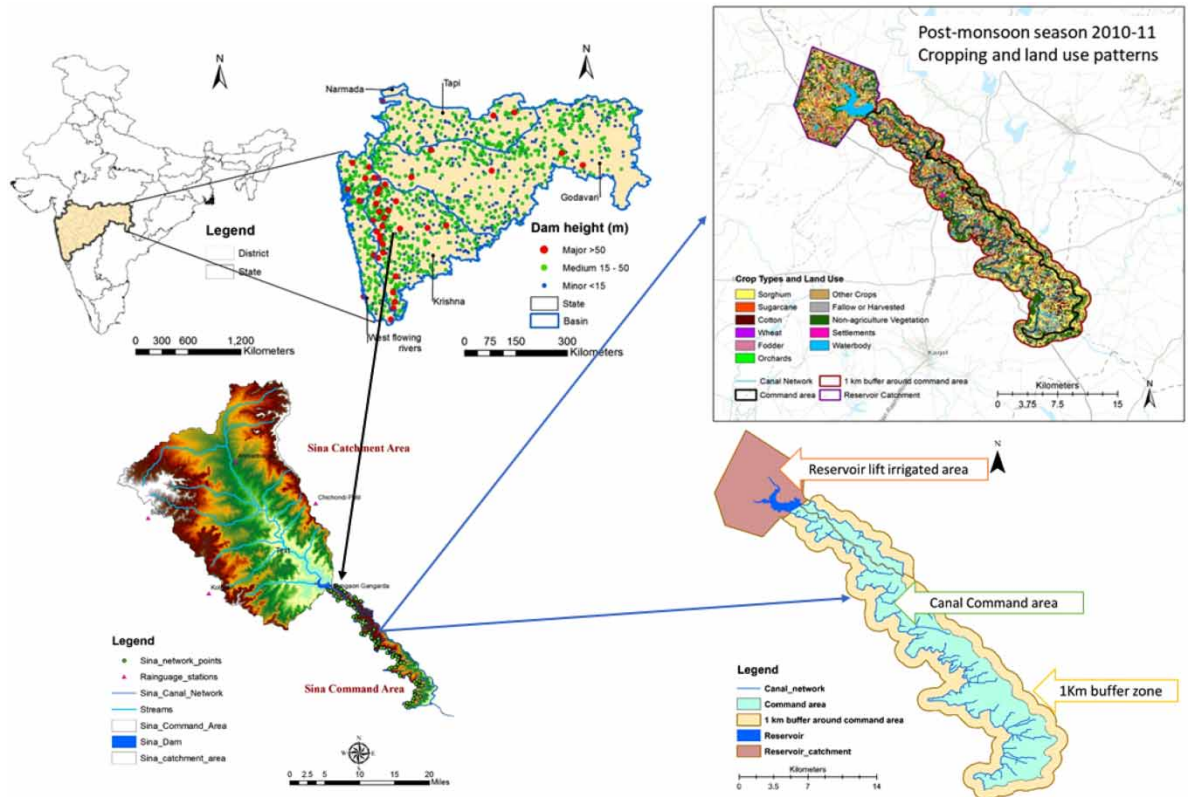 N
Legend
District
State
0 300 600 1,200
Kilometers
N
Narmada
Tapi
Godavari
Krishna
West flowing
rivers
Dam height (m)
Major >50
Medium 15 - 50
Minor <15
State
Basin
0 75 150 300
Kilometers
Post-monsoon season 2010-11
Cropping and land use patterns
Crop Types and Land Use
Sorghum
Sugarcane
Cotton
Wheat
Fodder
Orchards
Other Crops
Fallow or Harvested
Non-agriculture Vegetation
Settlements
Waterbody
Canal Network
Command area
1 km buffer around command area
Reservoir Catchment
Kilometers
0 3.75 7.5 15
N
Sina Catchment Area
Sina Command Area
Legend
Sina_network_points
Rainguage_stations
Sina_Canal_Network
Streams
Sina_Command_Area
Sina_Dam
Sina_catchment_area
N
E
S
W
0 2.5 5 10 15 20
Miles
N
Reservoir lift irrigated area
Canal Command area
1Km buffer zone
Legend
Canal_network
Command area
1 km buffer around command area
Reservoir
Reservoir_catchment
Kilometers
0 3.5 7 14